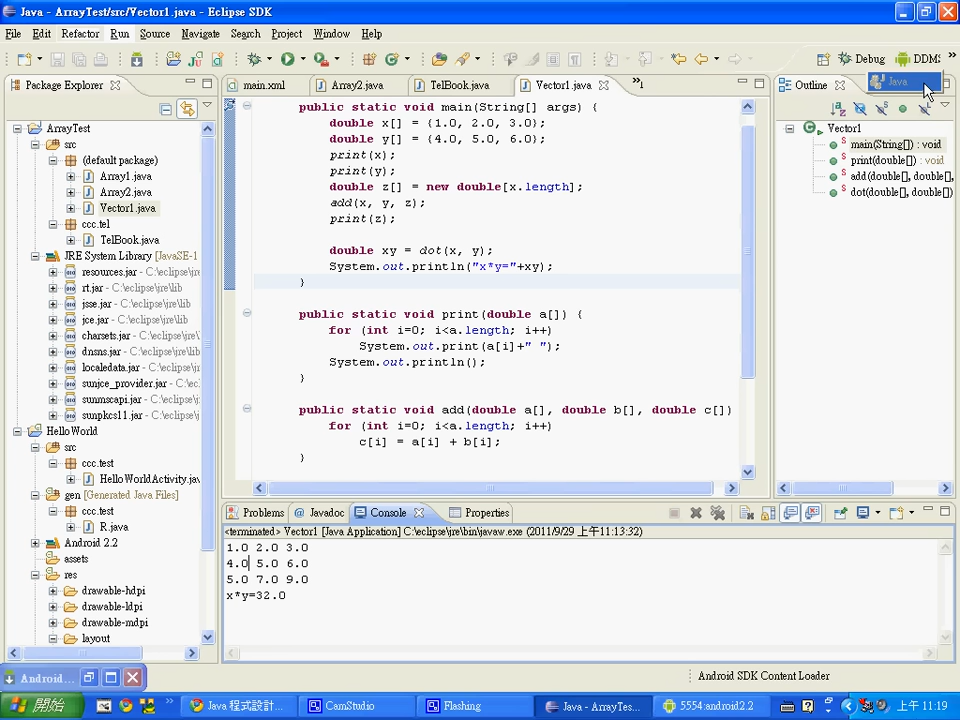 Java - ArrayTest/src/Vector1.java - Eclipse SDK
File Edit Refactor Run Source Navigate Search Project Window Help
Debug DDMS
Java
Package Explorer
main.xml Array2.java TelBook.java Vector1.java »1
Outline
ArrayTest
src
(default package)
Array1.java
Array2.java
Vector1.java
ccc.tel
TelBook.java
JRE System Library [JavaSE-1
resources.jar - C:\eclipse\jre
rt.jar - C:\eclipse\jre\lib
jsse.jar - C:\eclipse\jre\lib
jce.jar - C:\eclipse\jre\lib
charsets.jar - C:\eclipse\jre
dnsns.jar - C:\eclipse\jre\li
localedata.jar - C:\eclipse
sunjce_provider.jar - C:\e
sunmscapi.jar - C:\eclipse
sunpkcs11.jar - C:\eclipse
HelloWorld
src
ccc.test
HelloWorldActivity.jav
gen [Generated Java Files]
ccc.test
R.java
Android 2.2
assets
res
drawable-hdpi
drawable-ldpi
drawable-mdpi
layout
public static void main(String[] args) {
double x[] = {1.0, 2.0, 3.0};
double y[] = {4.0, 5.0, 6.0};
print(x);
print(y);
double z[] = new double[x.length];
add(x, y, z);
print(z);
double xy = dot(x, y);
System.out.println("x*y="+xy);
}
public static void print(double a[]) {
for (int i=0; i<a.length; i++)
System.out.print(a[i]+" ");
System.out.println();
}
public static void add(double a[], double b[], double c[])
for (int i=0; i<a.length; i++)
c[i] = a[i] + b[i];
}
Vector1
main(String[]) : void
print(double[]) : void
add(double[], double[],
dot(double[], double[])
Problems @ Javadoc Console Properties
<terminated> Vector1 [Java Application] C:\eclipse\jre\bin\javaw.exe (2011/9/29 上午11:13:32)
1.0 2.0 3.0
4.0 5.0 6.0
5.0 7.0 9.0
x*y=32.0
Android SDK Content Loader
Android...
開始 » Java 程式設計... CamStudio Flashing Java - ArrayTes... 5554:android2.2 » 上午 11:19